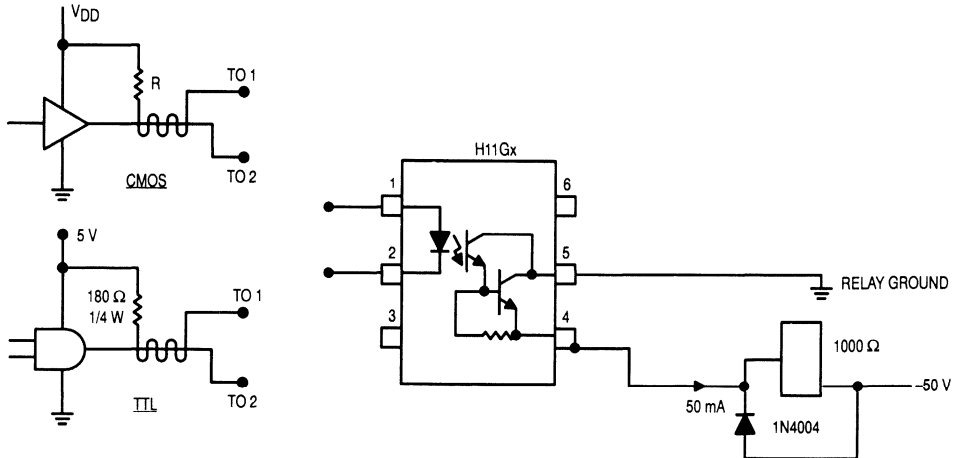 VDD
R
TO 1
TO 2
CMOS
5 V
180 Ω
1/4 W
TO 1
TO 2
TTL
H11Gx
1
6
2
5
3
4
RELAY GROUND
1000 Ω
50 mA
–50 V
1N4004